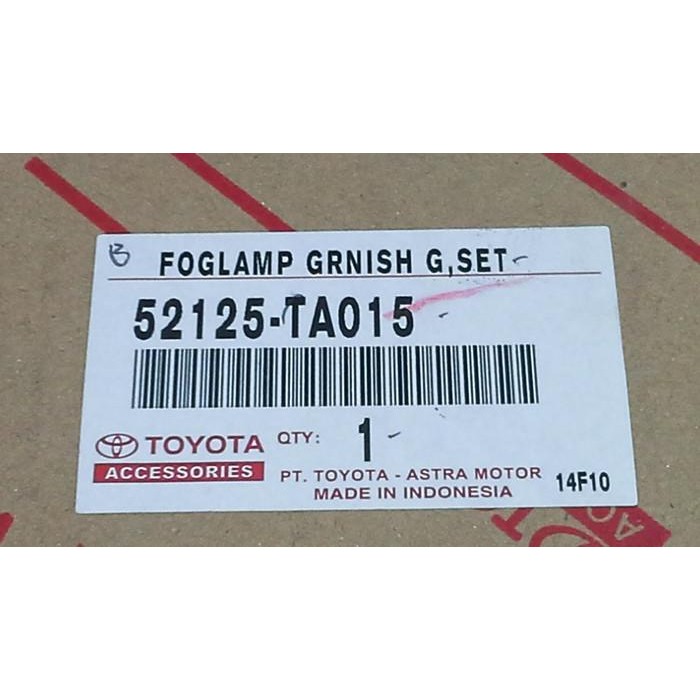 B FOGLAMP GRNISH G,SET
52125-TA015
TOYOTA
ACCESSORIES
QTY: 1
PT. TOYOTA - ASTRA MOTOR
MADE IN INDONESIA
14F10